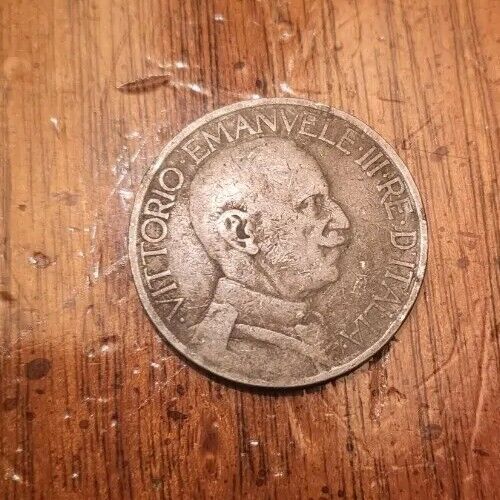 · VITTORIO · EMANVELE · III · RE · D'ITALIA ·